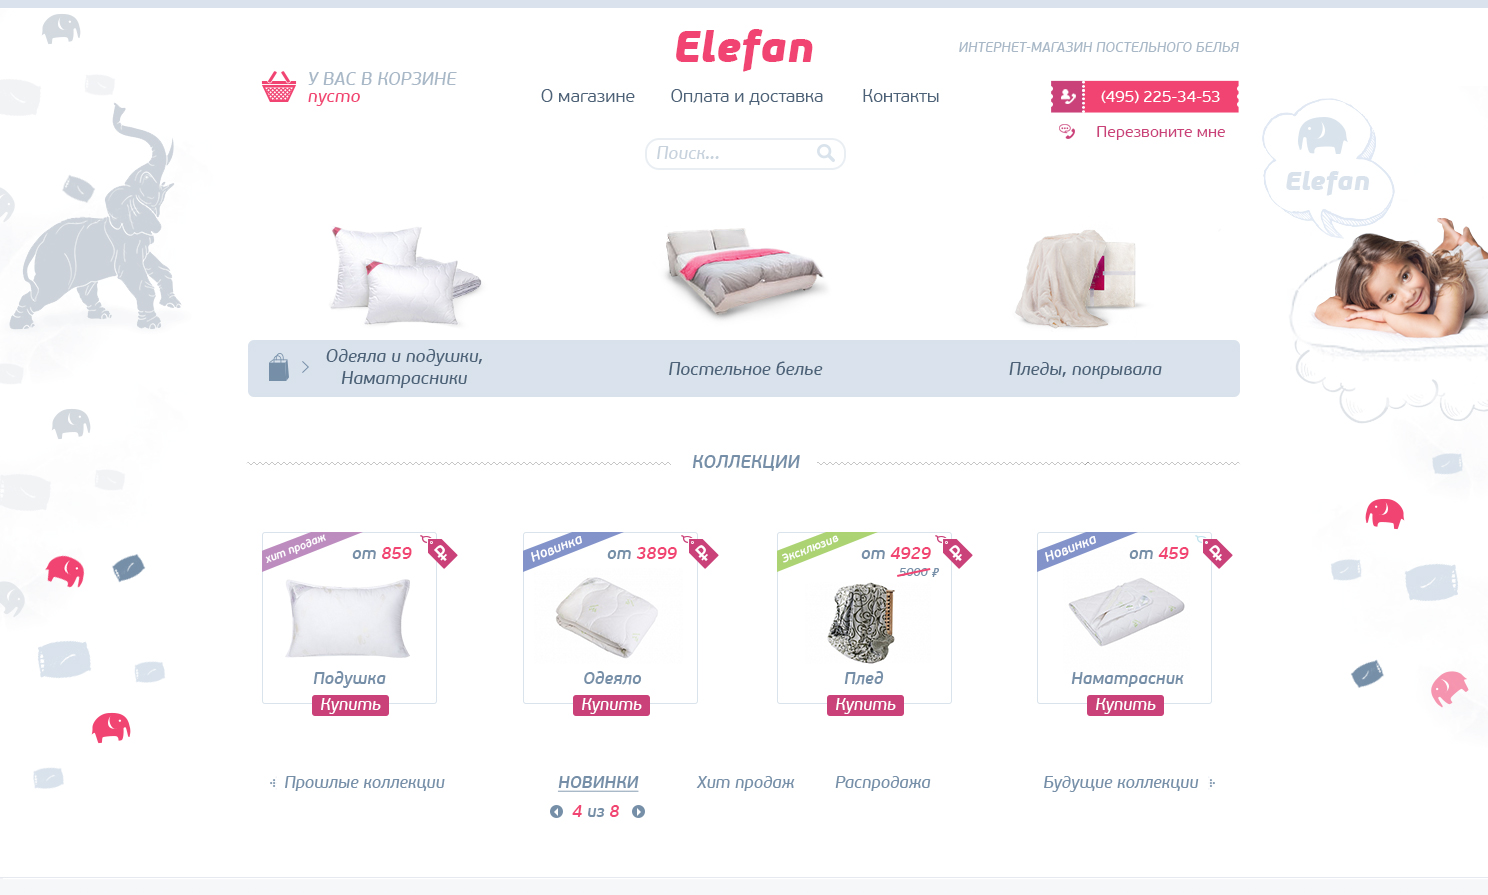 Elefan
ИНТЕРНЕТ-МАГАЗИН ПОСТЕЛЬНОГО БЕЛЬЯ
У ВАС В КОРЗИНЕ
пусто
О магазине Оплата и доставка Контакты
(495) 225-34-53
Перезвоните мне
Поиск...
Elefan
Одеяла и подушки,
Наматрасники
Постельное белье
Пледы, покрывала
КОЛЛЕКЦИИ
хит продаж
от 859
Подушка
Купить
Новинка
от 3899
Одеяло
Купить
Эксклюзив
от 4929
5000 ₽
Плед
Купить
Новинка
от 459
Наматрасник
Купить
Прошлые коллекции НОВИНКИ Хит продаж Распродажа Будущие коллекции
4 из 8